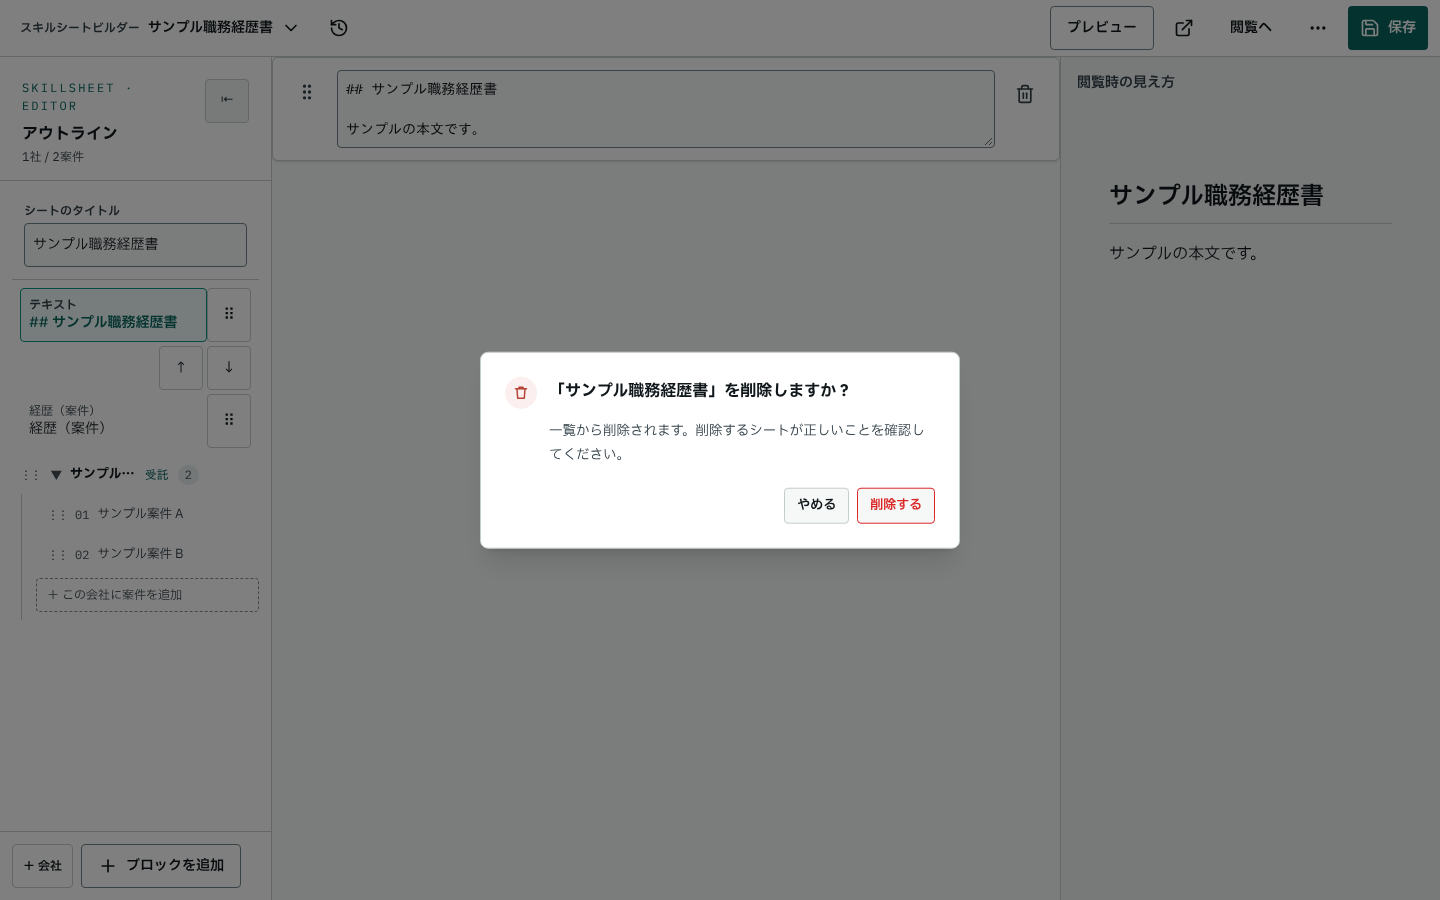 スキルシートビルダー サンプル職務経歴書
プレビュー
閲覧へ
保存
SKILLSHEET ·
EDITOR
アウトライン
1社 / 2案件
シートのタイトル
サンプル職務経歴書
テキスト
## サンプル職務経歴書
↑ ↓
経歴（案件）
経歴（案件）
サンプル… 受託 2
01 サンプル案件 A
02 サンプル案件 B
+ この会社に案件を追加
+ 会社
+ ブロックを追加
## サンプル職務経歴書
サンプルの本文です。
閲覧時の見え方
サンプル職務経歴書
サンプルの本文です。
「サンプル職務経歴書」を削除しますか？
一覧から削除されます。削除するシートが正しいことを確認し
てください。
やめる
削除する